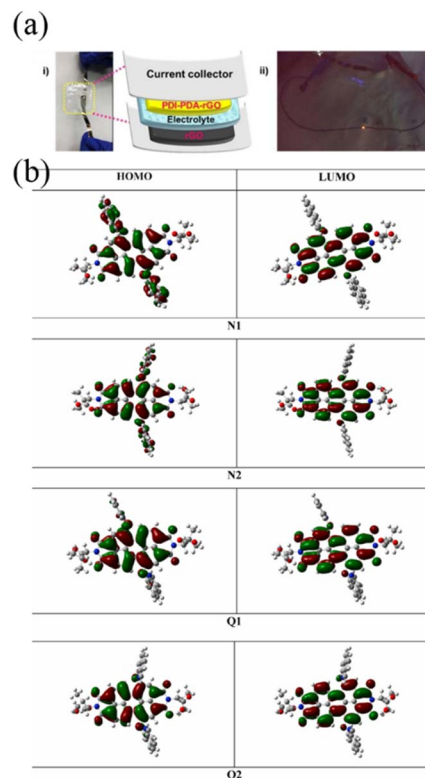 (a)
i)
Current collector
PDI-PDA-rGO
Electrolyte
rGO
ii)
(b)
HOMO LUMO
N1
N2
Q1
Q2